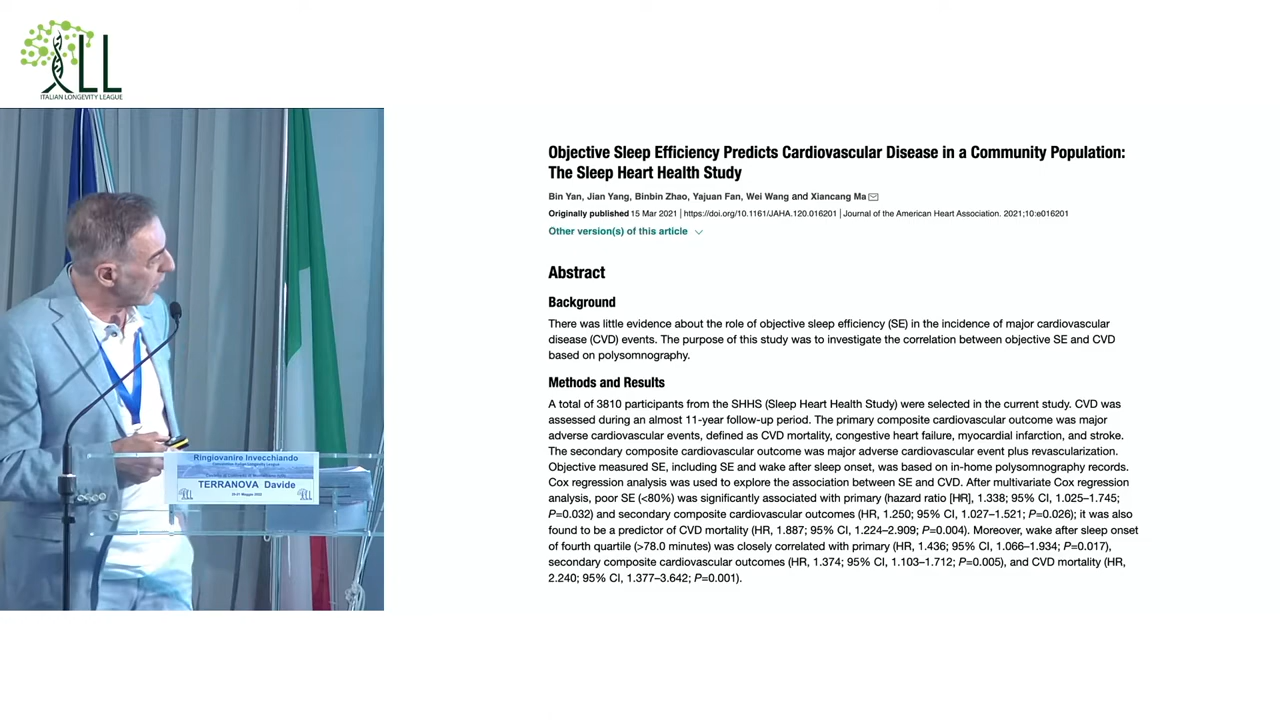 LL
ITALIAN LONGEVITY LEAGUE
Objective Sleep Efficiency Predicts Cardiovascular Disease in a Community Population:
The Sleep Heart Health Study
Bin Yan, Jian Yang, Binbin Zhao, Yajuan Fan, Wei Wang and Xiancang Ma
Originally published 15 Mar 2021 | https://doi.org/10.1161/JAHA.120.016201 | Journal of the American Heart Association. 2021;10:e016201
Other version(s) of this article
Abstract
Background
There was little evidence about the role of objective sleep efficiency (SE) in the incidence of major cardiovascular
disease (CVD) events. The purpose of this study was to investigate the correlation between objective SE and CVD
based on polysomnography.
Methods and Results
A total of 3810 participants from the SHHS (Sleep Heart Health Study) were selected in the current study. CVD was
assessed during an almost 11-year follow-up period. The primary composite cardiovascular outcome was major
adverse cardiovascular events, defined as CVD mortality, congestive heart failure, myocardial infarction, and stroke.
The secondary composite cardiovascular outcome was major adverse cardiovascular event plus revascularization.
Objective measured SE, including SE and wake after sleep onset, was based on in-home polysomnography records.
Cox regression analysis was used to explore the association between SE and CVD. After multivariate Cox regression
analysis, poor SE (<80%) was significantly associated with primary (hazard ratio [HR], 1.338; 95% CI, 1.025–1.745;
P=0.032) and secondary composite cardiovascular outcomes (HR, 1.250; 95% CI, 1.027–1.521; P=0.026); it was also
found to be a predictor of CVD mortality (HR, 1.887; 95% CI, 1.224–2.909; P=0.004). Moreover, wake after sleep onset
of fourth quartile (>78.0 minutes) was closely correlated with primary (HR, 1.436; 95% CI, 1.066–1.934; P=0.017),
secondary composite cardiovascular outcomes (HR, 1.374; 95% CI, 1.103–1.712; P=0.005), and CVD mortality (HR,
2.240; 95% CI, 1.377–3.642; P=0.001).
Ringiovanire Invecchiando
TERRANOVA Davide